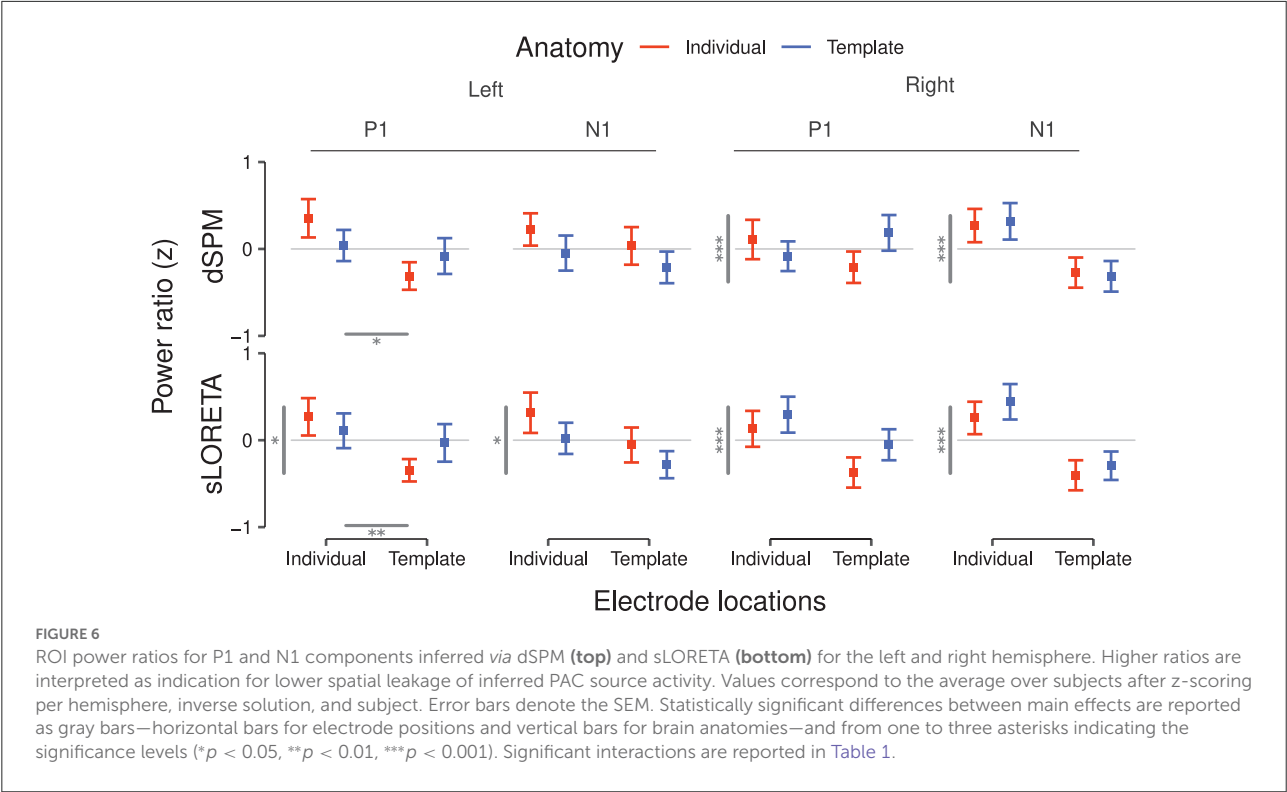 Anatomy Individual Template
Left Right
P1 N1 P1 N1
Power ratio (z)
dSPM
1
0
−1
***
***
*
sLORETA
1
0
−1
*
*
***
***
**
Individual Template Individual Template Individual Template Individual Template
Electrode locations
FIGURE 6
ROI power ratios for P1 and N1 components inferred via dSPM (top) and sLORETA (bottom) for the left and right hemisphere. Higher ratios are
interpreted as indication for lower spatial leakage of inferred PAC source activity. Values correspond to the average over subjects after z-scoring
per hemisphere, inverse solution, and subject. Error bars denote the SEM. Statistically significant differences between main effects are reported
as gray bars—horizontal bars for electrode positions and vertical bars for brain anatomies—and from one to three asterisks indicating the
significance levels (*p < 0.05, **p < 0.01, ***p < 0.001). Significant interactions are reported in Table 1.